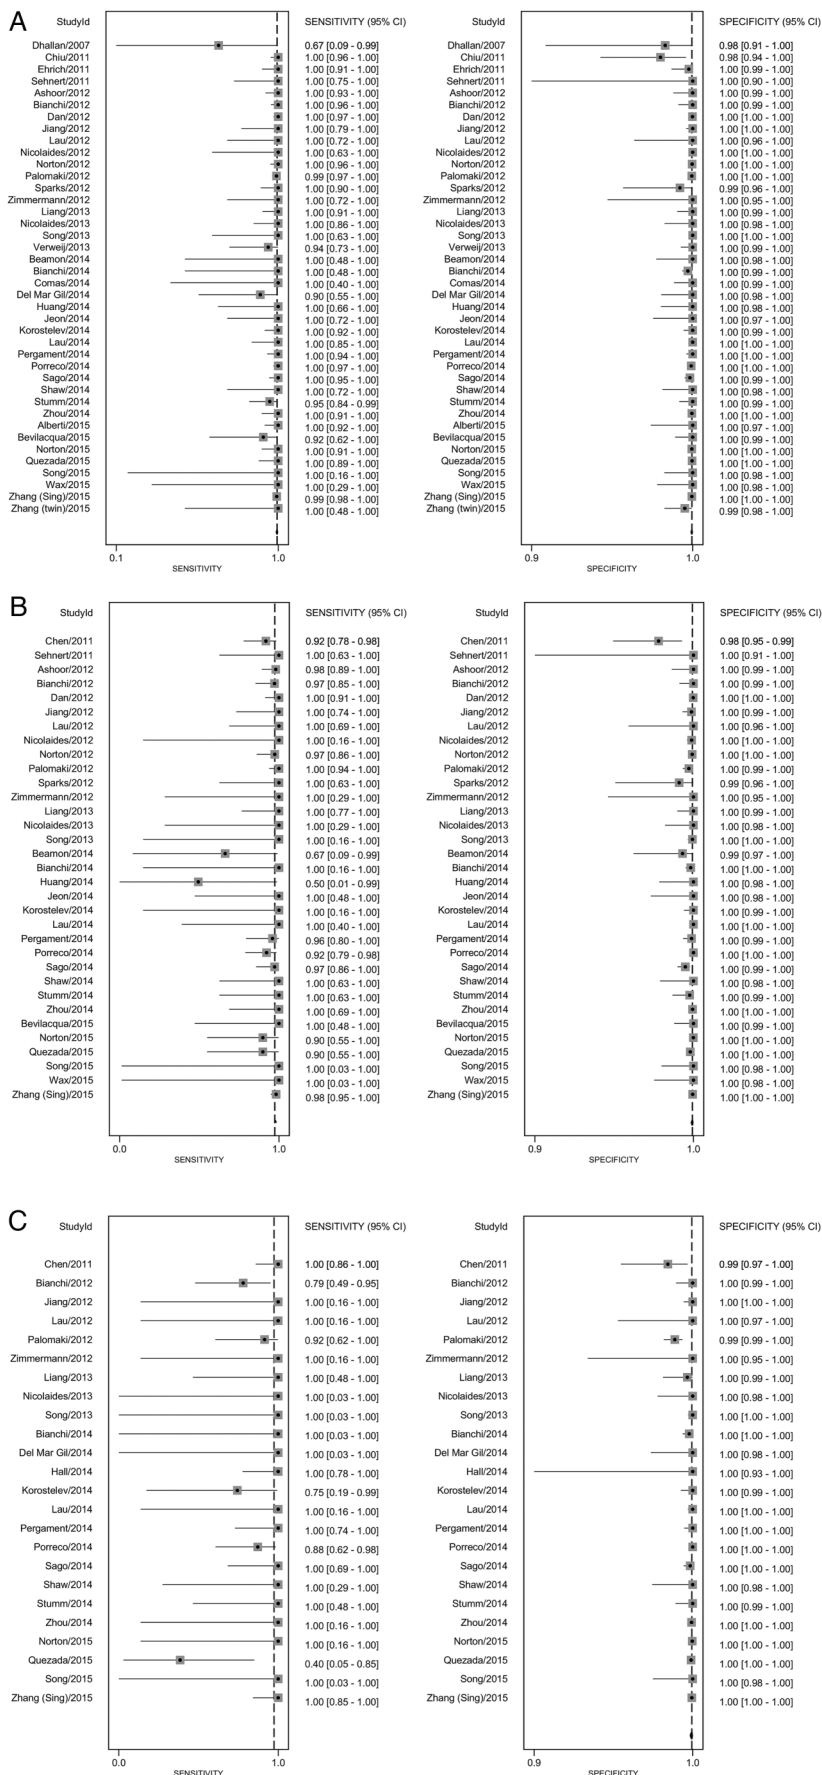 A
StudyId SENSITIVITY (95% CI) StudyId SPECIFICITY (95% CI)
Dhallan/2007 0.67 [0.09 - 0.99] Dhallan/2007 0.98 [0.91 - 1.00]
Chiu/2011 1.00 [0.96 - 1.00] Chiu/2011 0.98 [0.94 - 1.00]
Ehrich/2011 1.00 [0.91 - 1.00] Ehrich/2011 1.00 [0.99 - 1.00]
Sehnert/2011 1.00 [0.75 - 1.00] Sehnert/2011 1.00 [0.90 - 1.00]
Ashoor/2012 1.00 [0.93 - 1.00] Ashoor/2012 1.00 [0.99 - 1.00]
Bianchi/2012 1.00 [0.96 - 1.00] Bianchi/2012 1.00 [0.99 - 1.00]
Dan/2012 1.00 [0.97 - 1.00] Dan/2012 1.00 [1.00 - 1.00]
Jiang/2012 1.00 [0.79 - 1.00] Jiang/2012 1.00 [1.00 - 1.00]
Lau/2012 1.00 [0.72 - 1.00] Lau/2012 1.00 [0.96 - 1.00]
Nicolaides/2012 1.00 [0.63 - 1.00] Nicolaides/2012 1.00 [1.00 - 1.00]
Norton/2012 1.00 [0.96 - 1.00] Norton/2012 1.00 [1.00 - 1.00]
Palomaki/2012 0.99 [0.97 - 1.00] Palomaki/2012 1.00 [1.00 - 1.00]
Sparks/2012 1.00 [0.90 - 1.00] Sparks/2012 0.99 [0.96 - 1.00]
Zimmermann/2012 1.00 [0.72 - 1.00] Zimmermann/2012 1.00 [0.95 - 1.00]
Liang/2013 1.00 [0.91 - 1.00] Liang/2013 1.00 [0.99 - 1.00]
Nicolaides/2013 1.00 [0.86 - 1.00] Nicolaides/2013 1.00 [0.98 - 1.00]
Song/2013 1.00 [0.63 - 1.00] Song/2013 1.00 [1.00 - 1.00]
Verweij/2013 0.94 [0.73 - 1.00] Verweij/2013 1.00 [0.99 - 1.00]
Beamon/2014 1.00 [0.48 - 1.00] Beamon/2014 1.00 [0.98 - 1.00]
Bianchi/2014 1.00 [0.48 - 1.00] Bianchi/2014 1.00 [0.99 - 1.00]
Comas/2014 1.00 [0.40 - 1.00] Comas/2014 1.00 [0.99 - 1.00]
Del Mar Gil/2014 0.90 [0.55 - 1.00] Del Mar Gil/2014 1.00 [0.98 - 1.00]
Huang/2014 1.00 [0.66 - 1.00] Huang/2014 1.00 [0.98 - 1.00]
Jeon/2014 1.00 [0.72 - 1.00] Jeon/2014 1.00 [0.97 - 1.00]
Korostelev/2014 1.00 [0.92 - 1.00] Korostelev/2014 1.00 [0.99 - 1.00]
Lau/2014 1.00 [0.85 - 1.00] Lau/2014 1.00 [1.00 - 1.00]
Pergament/2014 1.00 [0.94 - 1.00] Pergament/2014 1.00 [1.00 - 1.00]
Porreco/2014 1.00 [0.97 - 1.00] Porreco/2014 1.00 [1.00 - 1.00]
Sago/2014 1.00 [0.95 - 1.00] Sago/2014 1.00 [0.99 - 1.00]
Shaw/2014 1.00 [0.72 - 1.00] Shaw/2014 1.00 [0.98 - 1.00]
Stumm/2014 0.95 [0.84 - 0.99] Stumm/2014 1.00 [0.99 - 1.00]
Zhou/2014 1.00 [0.91 - 1.00] Zhou/2014 1.00 [1.00 - 1.00]
Alberti/2015 1.00 [0.92 - 1.00] Alberti/2015 1.00 [0.97 - 1.00]
Bevilacqua/2015 0.92 [0.62 - 1.00] Bevilacqua/2015 1.00 [0.99 - 1.00]
Norton/2015 1.00 [0.91 - 1.00] Norton/2015 1.00 [1.00 - 1.00]
Quezada/2015 1.00 [0.89 - 1.00] Quezada/2015 1.00 [1.00 - 1.00]
Song/2015 1.00 [0.16 - 1.00] Song/2015 1.00 [0.98 - 1.00]
Wax/2015 1.00 [0.29 - 1.00] Wax/2015 1.00 [0.98 - 1.00]
Zhang (Sing)/2015 0.99 [0.98 - 1.00] Zhang (Sing)/2015 1.00 [1.00 - 1.00]
Zhang (twin)/2015 1.00 [0.48 - 1.00] Zhang (twin)/2015 0.99 [0.98 - 1.00]
0.1 1.0 0.9 1.0
SENSITIVITY SPECIFICITY
B
StudyId SENSITIVITY (95% CI) StudyId SPECIFICITY (95% CI)
Chen/2011 0.92 [0.78 - 0.98] Chen/2011 0.98 [0.95 - 0.99]
Sehnert/2011 1.00 [0.63 - 1.00] Sehnert/2011 1.00 [0.91 - 1.00]
Ashoor/2012 0.98 [0.89 - 1.00] Ashoor/2012 1.00 [0.99 - 1.00]
Bianchi/2012 0.97 [0.85 - 1.00] Bianchi/2012 1.00 [0.99 - 1.00]
Dan/2012 1.00 [0.91 - 1.00] Dan/2012 1.00 [1.00 - 1.00]
Jiang/2012 1.00 [0.74 - 1.00] Jiang/2012 1.00 [0.99 - 1.00]
Lau/2012 1.00 [0.69 - 1.00] Lau/2012 1.00 [0.96 - 1.00]
Nicolaides/2012 1.00 [0.16 - 1.00] Nicolaides/2012 1.00 [1.00 - 1.00]
Norton/2012 0.97 [0.86 - 1.00] Norton/2012 1.00 [1.00 - 1.00]
Palomaki/2012 1.00 [0.94 - 1.00] Palomaki/2012 1.00 [0.99 - 1.00]
Sparks/2012 1.00 [0.63 - 1.00] Sparks/2012 0.99 [0.96 - 1.00]
Zimmermann/2012 1.00 [0.29 - 1.00] Zimmermann/2012 1.00 [0.95 - 1.00]
Liang/2013 1.00 [0.77 - 1.00] Liang/2013 1.00 [0.99 - 1.00]
Nicolaides/2013 1.00 [0.29 - 1.00] Nicolaides/2013 1.00 [0.98 - 1.00]
Song/2013 1.00 [0.16 - 1.00] Song/2013 1.00 [1.00 - 1.00]
Beamon/2014 0.67 [0.09 - 0.99] Beamon/2014 0.99 [0.97 - 1.00]
Bianchi/2014 1.00 [0.16 - 1.00] Bianchi/2014 1.00 [1.00 - 1.00]
Huang/2014 0.50 [0.01 - 0.99] Huang/2014 1.00 [0.98 - 1.00]
Jeon/2014 1.00 [0.48 - 1.00] Jeon/2014 1.00 [0.98 - 1.00]
Korostelev/2014 1.00 [0.16 - 1.00] Korostelev/2014 1.00 [0.99 - 1.00]
Lau/2014 1.00 [0.40 - 1.00] Lau/2014 1.00 [1.00 - 1.00]
Pergament/2014 0.96 [0.80 - 1.00] Pergament/2014 1.00 [0.99 - 1.00]
Porreco/2014 0.92 [0.79 - 0.98] Porreco/2014 1.00 [1.00 - 1.00]
Sago/2014 0.97 [0.86 - 1.00] Sago/2014 1.00 [0.99 - 1.00]
Shaw/2014 1.00 [0.63 - 1.00] Shaw/2014 1.00 [0.98 - 1.00]
Stumm/2014 1.00 [0.63 - 1.00] Stumm/2014 1.00 [0.99 - 1.00]
Zhou/2014 1.00 [0.69 - 1.00] Zhou/2014 1.00 [1.00 - 1.00]
Bevilacqua/2015 1.00 [0.48 - 1.00] Bevilacqua/2015 1.00 [0.99 - 1.00]
Norton/2015 0.90 [0.55 - 1.00] Norton/2015 1.00 [1.00 - 1.00]
Quezada/2015 0.90 [0.55 - 1.00] Quezada/2015 1.00 [1.00 - 1.00]
Song/2015 1.00 [0.03 - 1.00] Song/2015 1.00 [0.98 - 1.00]
Wax/2015 1.00 [0.03 - 1.00] Wax/2015 1.00 [0.98 - 1.00]
Zhang (Sing)/2015 0.98 [0.95 - 1.00] Zhang (Sing)/2015 1.00 [1.00 - 1.00]
0.0 1.0 0.9 1.0
SENSITIVITY SPECIFICITY
C
StudyId SENSITIVITY (95% CI) StudyId SPECIFICITY (95% CI)
Chen/2011 1.00 [0.86 - 1.00] Chen/2011 0.99 [0.97 - 1.00]
Bianchi/2012 0.79 [0.49 - 0.95] Bianchi/2012 1.00 [0.99 - 1.00]
Jiang/2012 1.00 [0.16 - 1.00] Jiang/2012 1.00 [1.00 - 1.00]
Lau/2012 1.00 [0.16 - 1.00] Lau/2012 1.00 [0.97 - 1.00]
Palomaki/2012 0.92 [0.62 - 1.00] Palomaki/2012 0.99 [0.99 - 1.00]
Zimmermann/2012 1.00 [0.16 - 1.00] Zimmermann/2012 1.00 [0.95 - 1.00]
Liang/2013 1.00 [0.48 - 1.00] Liang/2013 1.00 [0.99 - 1.00]
Nicolaides/2013 1.00 [0.03 - 1.00] Nicolaides/2013 1.00 [0.98 - 1.00]
Song/2013 1.00 [0.03 - 1.00] Song/2013 1.00 [1.00 - 1.00]
Bianchi/2014 1.00 [0.03 - 1.00] Bianchi/2014 1.00 [1.00 - 1.00]
Del Mar Gil/2014 1.00 [0.03 - 1.00] Del Mar Gil/2014 1.00 [0.98 - 1.00]
Hall/2014 1.00 [0.78 - 1.00] Hall/2014 1.00 [0.93 - 1.00]
Korostelev/2014 0.75 [0.19 - 0.99] Korostelev/2014 1.00 [0.99 - 1.00]
Lau/2014 1.00 [0.16 - 1.00] Lau/2014 1.00 [1.00 - 1.00]
Pergament/2014 1.00 [0.74 - 1.00] Pergament/2014 1.00 [1.00 - 1.00]
Porreco/2014 0.88 [0.62 - 0.98] Porreco/2014 1.00 [1.00 - 1.00]
Sago/2014 1.00 [0.69 - 1.00] Sago/2014 1.00 [1.00 - 1.00]
Shaw/2014 1.00 [0.29 - 1.00] Shaw/2014 1.00 [0.98 - 1.00]
Stumm/2014 1.00 [0.48 - 1.00] Stumm/2014 1.00 [0.99 - 1.00]
Zhou/2014 1.00 [0.16 - 1.00] Zhou/2014 1.00 [1.00 - 1.00]
Norton/2015 1.00 [0.16 - 1.00] Norton/2015 1.00 [1.00 - 1.00]
Quezada/2015 0.40 [0.05 - 0.85] Quezada/2015 1.00 [1.00 - 1.00]
Song/2015 1.00 [0.03 - 1.00] Song/2015 1.00 [0.98 - 1.00]
Zhang (Sing)/2015 1.00 [0.85 - 1.00] Zhang (Sing)/2015 1.00 [1.00 - 1.00]
0.0 1.0 0.9 1.0
SENSITIVITY SPECIFICITY